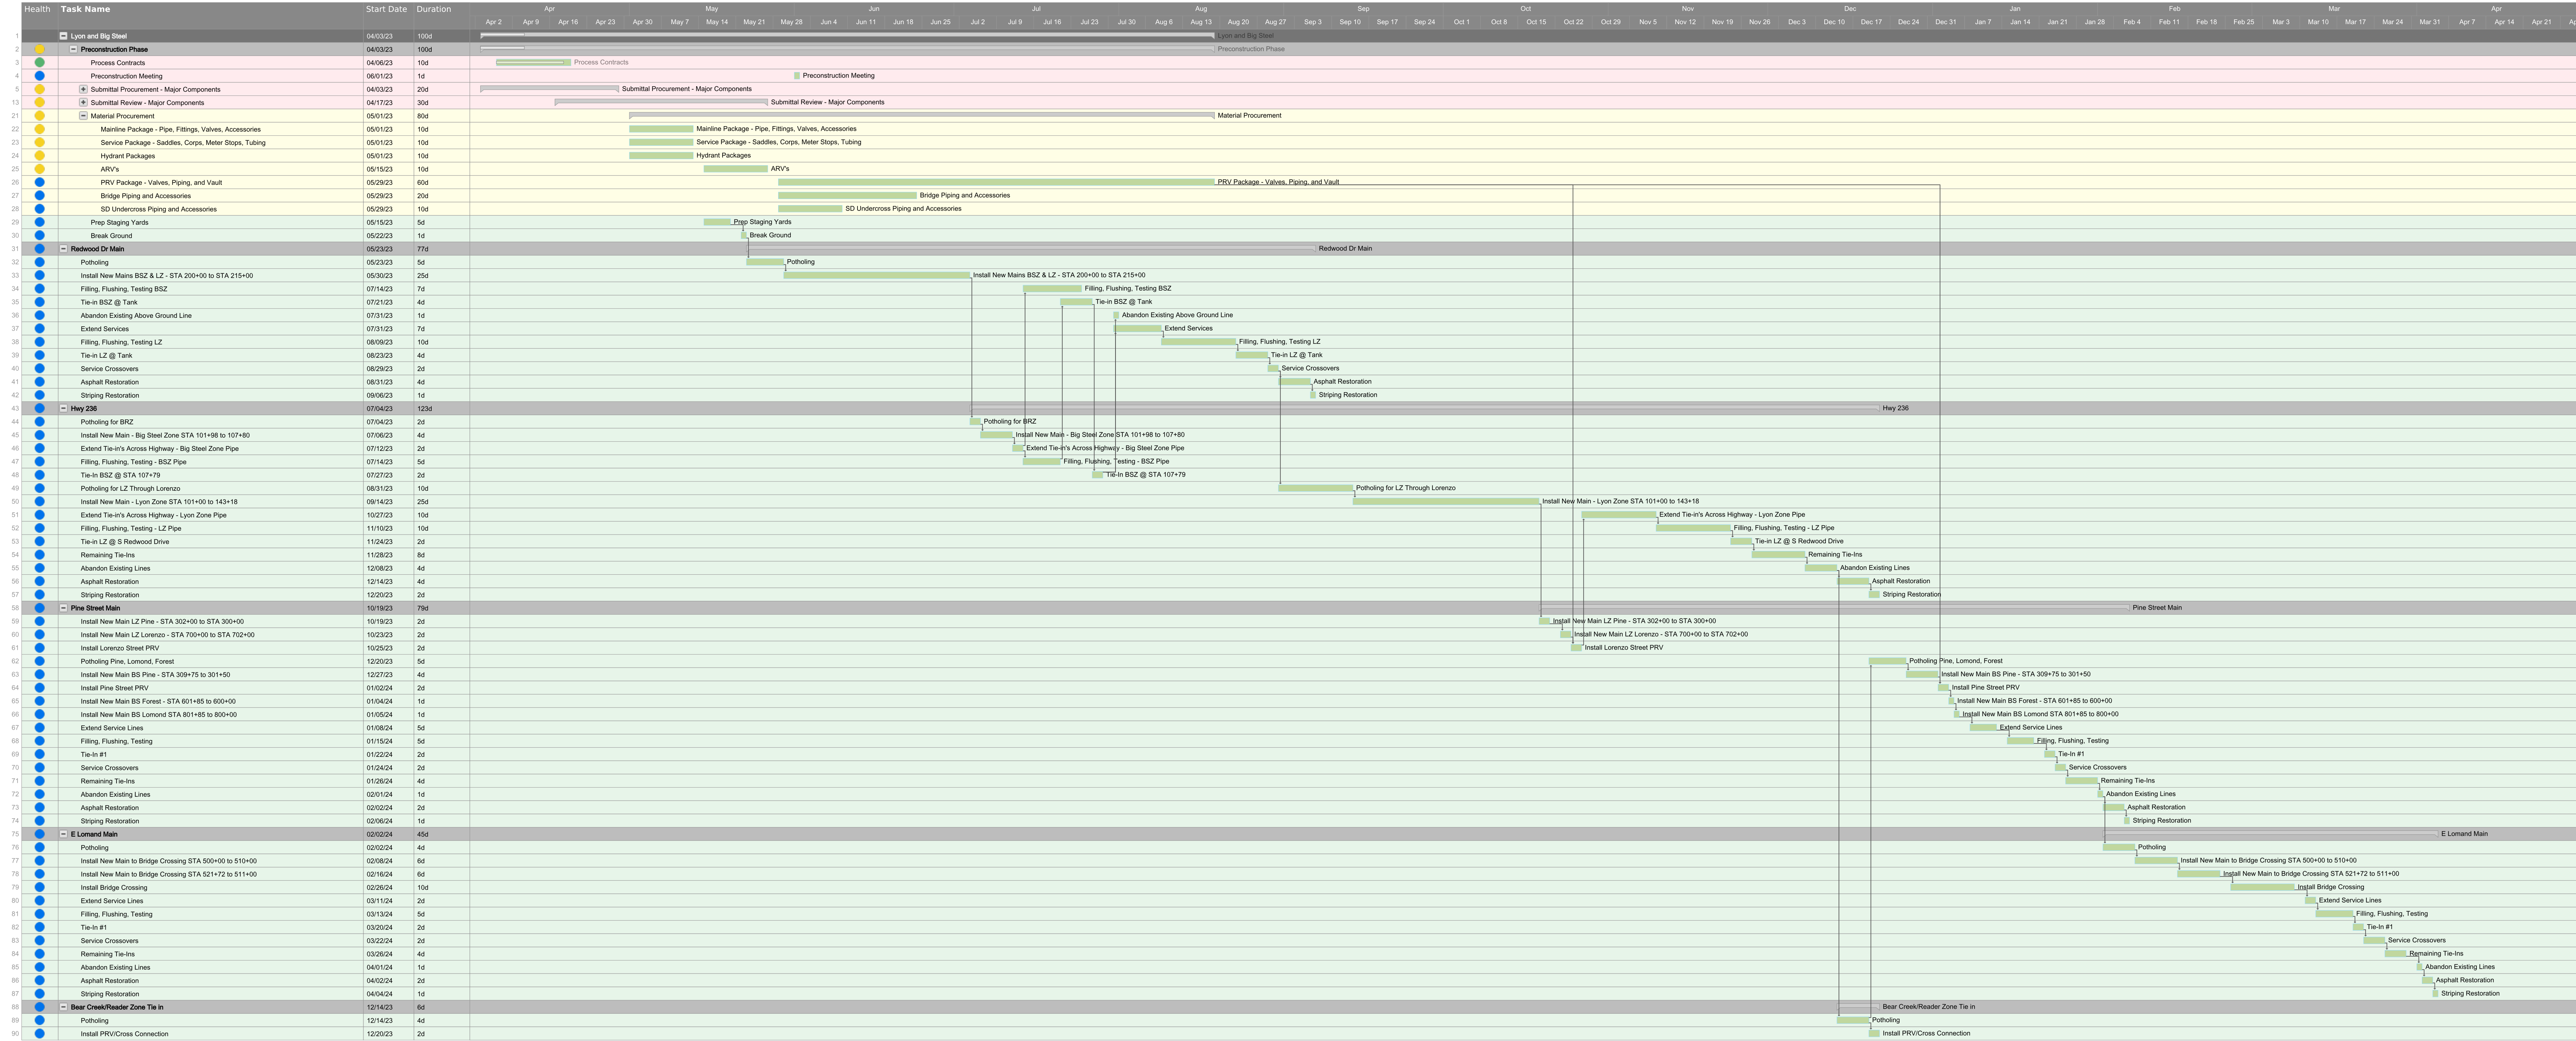 Health Task Name Start Date Duration Apr May Jun Jul Aug Sep Oct Nov Dec Jan Feb Mar Apr
Apr 2 Apr 9 Apr 16 Apr 23 Apr 30 May 7 May 14 May 21 May 28 Jun 4 Jun 11 Jun 18 Jun 25 Jul 2 Jul 9 Jul 16 Jul 23 Jul 30 Aug 6 Aug 13 Aug 20 Aug 27 Sep 3 Sep 10 Sep 17 Sep 24 Oct 1 Oct 8 Oct 15 Oct 22 Oct 29 Nov 5 Nov 12 Nov 19 Nov 26 Dec 3 Dec 10 Dec 17 Dec 24 Dec 31 Jan 7 Jan 14 Jan 21 Jan 28 Feb 4 Feb 11 Feb 18 Feb 25 Mar 3 Mar 10 Mar 17 Mar 24 Mar 31 Apr 7 Apr 14 Apr 21
1 Lyon and Big Steel 04/03/23 100d Lyon and Big Steel
2 Preconstruction Phase 04/03/23 100d Preconstruction Phase
3 Process Contracts 04/06/23 10d Process Contracts
4 Preconstruction Meeting 06/01/23 1d Preconstruction Meeting
5 Submittal Procurement - Major Components 04/03/23 20d Submittal Procurement - Major Components
13 Submittal Review - Major Components 04/17/23 30d Submittal Review - Major Components
21 Material Procurement 05/01/23 80d Material Procurement
22 Mainline Package - Pipe, Fittings, Valves, Accessories 05/01/23 10d Mainline Package - Pipe, Fittings, Valves, Accessories
23 Service Package - Saddles, Corps, Meter Stops, Tubing 05/01/23 10d Service Package - Saddles, Corps, Meter Stops, Tubing
24 Hydrant Packages 05/01/23 10d Hydrant Packages
25 ARV's 05/15/23 10d ARV's
26 PRV Package - Valves, Piping, and Vault 05/29/23 60d PRV Package - Valves, Piping, and Vault
27 Bridge Piping and Accessories 05/29/23 20d Bridge Piping and Accessories
28 SD Undercross Piping and Accessories 05/29/23 10d SD Undercross Piping and Accessories
29 Prep Staging Yards 05/15/23 5d Prep Staging Yards
30 Break Ground 05/22/23 1d Break Ground
31 Redwood Dr Main 05/23/23 77d Redwood Dr Main
32 Potholing 05/23/23 5d Potholing
33 Install New Mains BSZ & LZ - STA 200+00 to STA 215+00 05/30/23 25d Install New Mains BSZ & LZ - STA 200+00 to STA 215+00
34 Filling, Flushing, Testing BSZ 07/14/23 7d Filling, Flushing, Testing BSZ
35 Tie-in BSZ @ Tank 07/21/23 4d Tie-in BSZ @ Tank
36 Abandon Existing Above Ground Line 07/31/23 1d Abandon Existing Above Ground Line
37 Extend Services 07/31/23 7d Extend Services
38 Filling, Flushing, Testing LZ 08/09/23 10d Filling, Flushing, Testing LZ
39 Tie-in LZ @ Tank 08/23/23 4d Tie-in LZ @ Tank
40 Service Crossovers 08/29/23 2d Service Crossovers
41 Asphalt Restoration 08/31/23 4d Asphalt Restoration
42 Striping Restoration 09/06/23 1d Striping Restoration
43 Hwy 236 07/04/23 123d Hwy 236
44 Potholing for BRZ 07/04/23 2d Potholing for BRZ
45 Install New Main - Big Steel Zone STA 101+98 to 107+80 07/06/23 4d Install New Main - Big Steel Zone STA 101+98 to 107+80
46 Extend Tie-in's Across Highway - Big Steel Zone Pipe 07/12/23 2d Extend Tie-in's Across Highway - Big Steel Zone Pipe
47 Filling, Flushing, Testing - BSZ Pipe 07/14/23 5d Filling, Flushing, Testing - BSZ Pipe
48 Tie-In BSZ @ STA 107+79 07/27/23 2d Tie-In BSZ @ STA 107+79
49 Potholing for LZ Through Lorenzo 08/31/23 10d Potholing for LZ Through Lorenzo
50 Install New Main - Lyon Zone STA 101+00 to 143+18 09/14/23 25d Install New Main - Lyon Zone STA 101+00 to 143+18
51 Extend Tie-in's Across Highway - Lyon Zone Pipe 10/27/23 10d Extend Tie-in's Across Highway - Lyon Zone Pipe
52 Filling, Flushing, Testing - LZ Pipe 11/10/23 10d Filling, Flushing, Testing - LZ Pipe
53 Tie-in LZ @ S Redwood Drive 11/24/23 2d Tie-in LZ @ S Redwood Drive
54 Remaining Tie-Ins 11/28/23 8d Remaining Tie-Ins
55 Abandon Existing Lines 12/08/23 4d Abandon Existing Lines
56 Asphalt Restoration 12/14/23 4d Asphalt Restoration
57 Striping Restoration 12/20/23 2d Striping Restoration
58 Pine Street Main 10/19/23 79d Pine Street Main
59 Install New Main LZ Pine - STA 302+00 to STA 300+00 10/19/23 2d Install New Main LZ Pine - STA 302+00 to STA 300+00
60 Install New Main LZ Lorenzo - STA 700+00 to STA 702+00 10/23/23 2d Install New Main LZ Lorenzo - STA 700+00 to STA 702+00
61 Install Lorenzo Street PRV 10/25/23 2d Install Lorenzo Street PRV
62 Potholing Pine, Lomond, Forest 12/20/23 5d Potholing Pine, Lomond, Forest
63 Install New Main BS Pine - STA 309+75 to 301+50 12/27/23 4d Install New Main BS Pine - STA 309+75 to 301+50
64 Install Pine Street PRV 01/02/24 2d Install Pine Street PRV
65 Install New Main BS Forest - STA 601+85 to 600+00 01/04/24 1d Install New Main BS Forest - STA 601+85 to 600+00
66 Install New Main BS Lomond STA 801+85 to 800+00 01/05/24 1d Install New Main BS Lomond STA 801+85 to 800+00
67 Extend Service Lines 01/08/24 5d Extend Service Lines
68 Filling, Flushing, Testing 01/15/24 5d Filling, Flushing, Testing
69 Tie-In #1 01/22/24 2d Tie-In #1
70 Service Crossovers 01/24/24 2d Service Crossovers
71 Remaining Tie-Ins 01/26/24 4d Remaining Tie-Ins
72 Abandon Existing Lines 02/01/24 1d Abandon Existing Lines
73 Asphalt Restoration 02/02/24 2d Asphalt Restoration
74 Striping Restoration 02/06/24 1d Striping Restoration
75 E Lomand Main 02/02/24 45d E Lomand Main
76 Potholing 02/02/24 4d Potholing
77 Install New Main to Bridge Crossing STA 500+00 to 510+00 02/08/24 6d Install New Main to Bridge Crossing STA 500+00 to 510+00
78 Install New Main to Bridge Crossing STA 521+72 to 511+00 02/16/24 6d Install New Main to Bridge Crossing STA 521+72 to 511+00
79 Install Bridge Crossing 02/26/24 10d Install Bridge Crossing
80 Extend Service Lines 03/11/24 2d Extend Service Lines
81 Filling, Flushing, Testing 03/13/24 5d Filling, Flushing, Testing
82 Tie-In #1 03/20/24 2d Tie-In #1
83 Service Crossovers 03/22/24 2d Service Crossovers
84 Remaining Tie-Ins 03/26/24 4d Remaining Tie-Ins
85 Abandon Existing Lines 04/01/24 1d Abandon Existing Lines
86 Asphalt Restoration 04/02/24 2d Asphalt Restoration
87 Striping Restoration 04/04/24 1d Striping Restoration
88 Bear Creek/Reader Zone Tie in 12/14/23 6d Bear Creek/Reader Zone Tie in
89 Potholing 12/14/23 4d Potholing
90 Install PRV/Cross Connection 12/20/23 2d Install PRV/Cross Connection